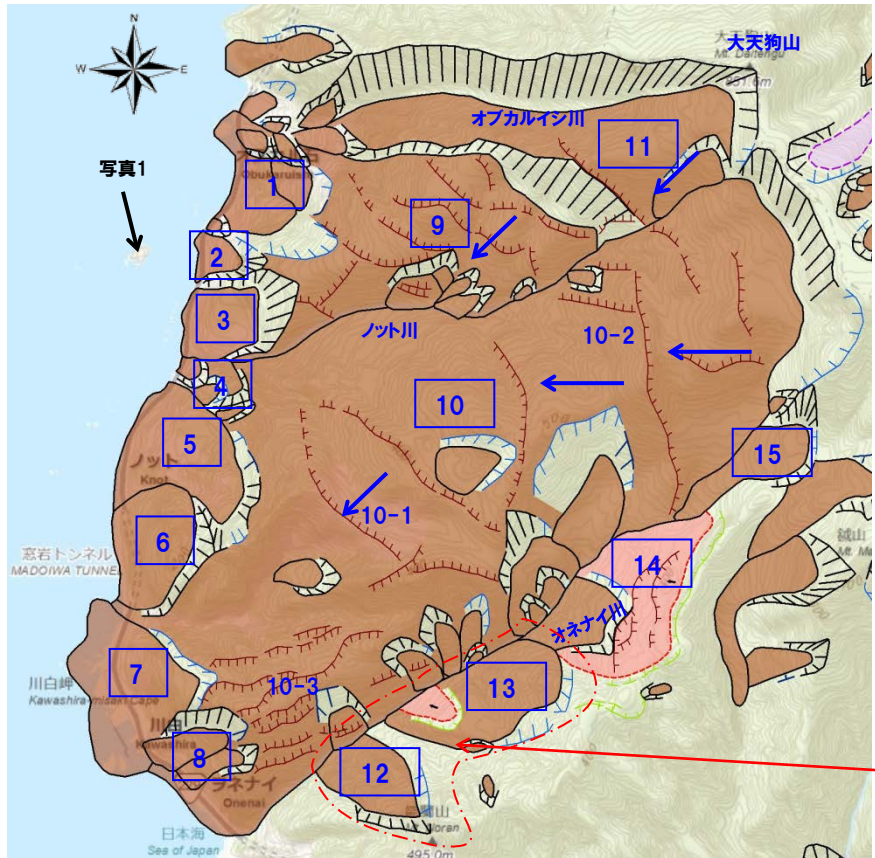 N
W
E
S
写真1
大天狗山
Mt. Daitengu
オブカルイシ川
11
Obukaruishi
1
9
2
3
ノット川
10-2
4
10
5
ノット
Knot
15
10-1
6
窓岩トンネル
MADOIWA TUNNEL
14
オネナイ川
7
川白岬
Kawashira-misaki Cape
10-3
13
川白
Kawashira
8
オネナイ
Onenai
12
日本海
Sea of Japan
495.0m